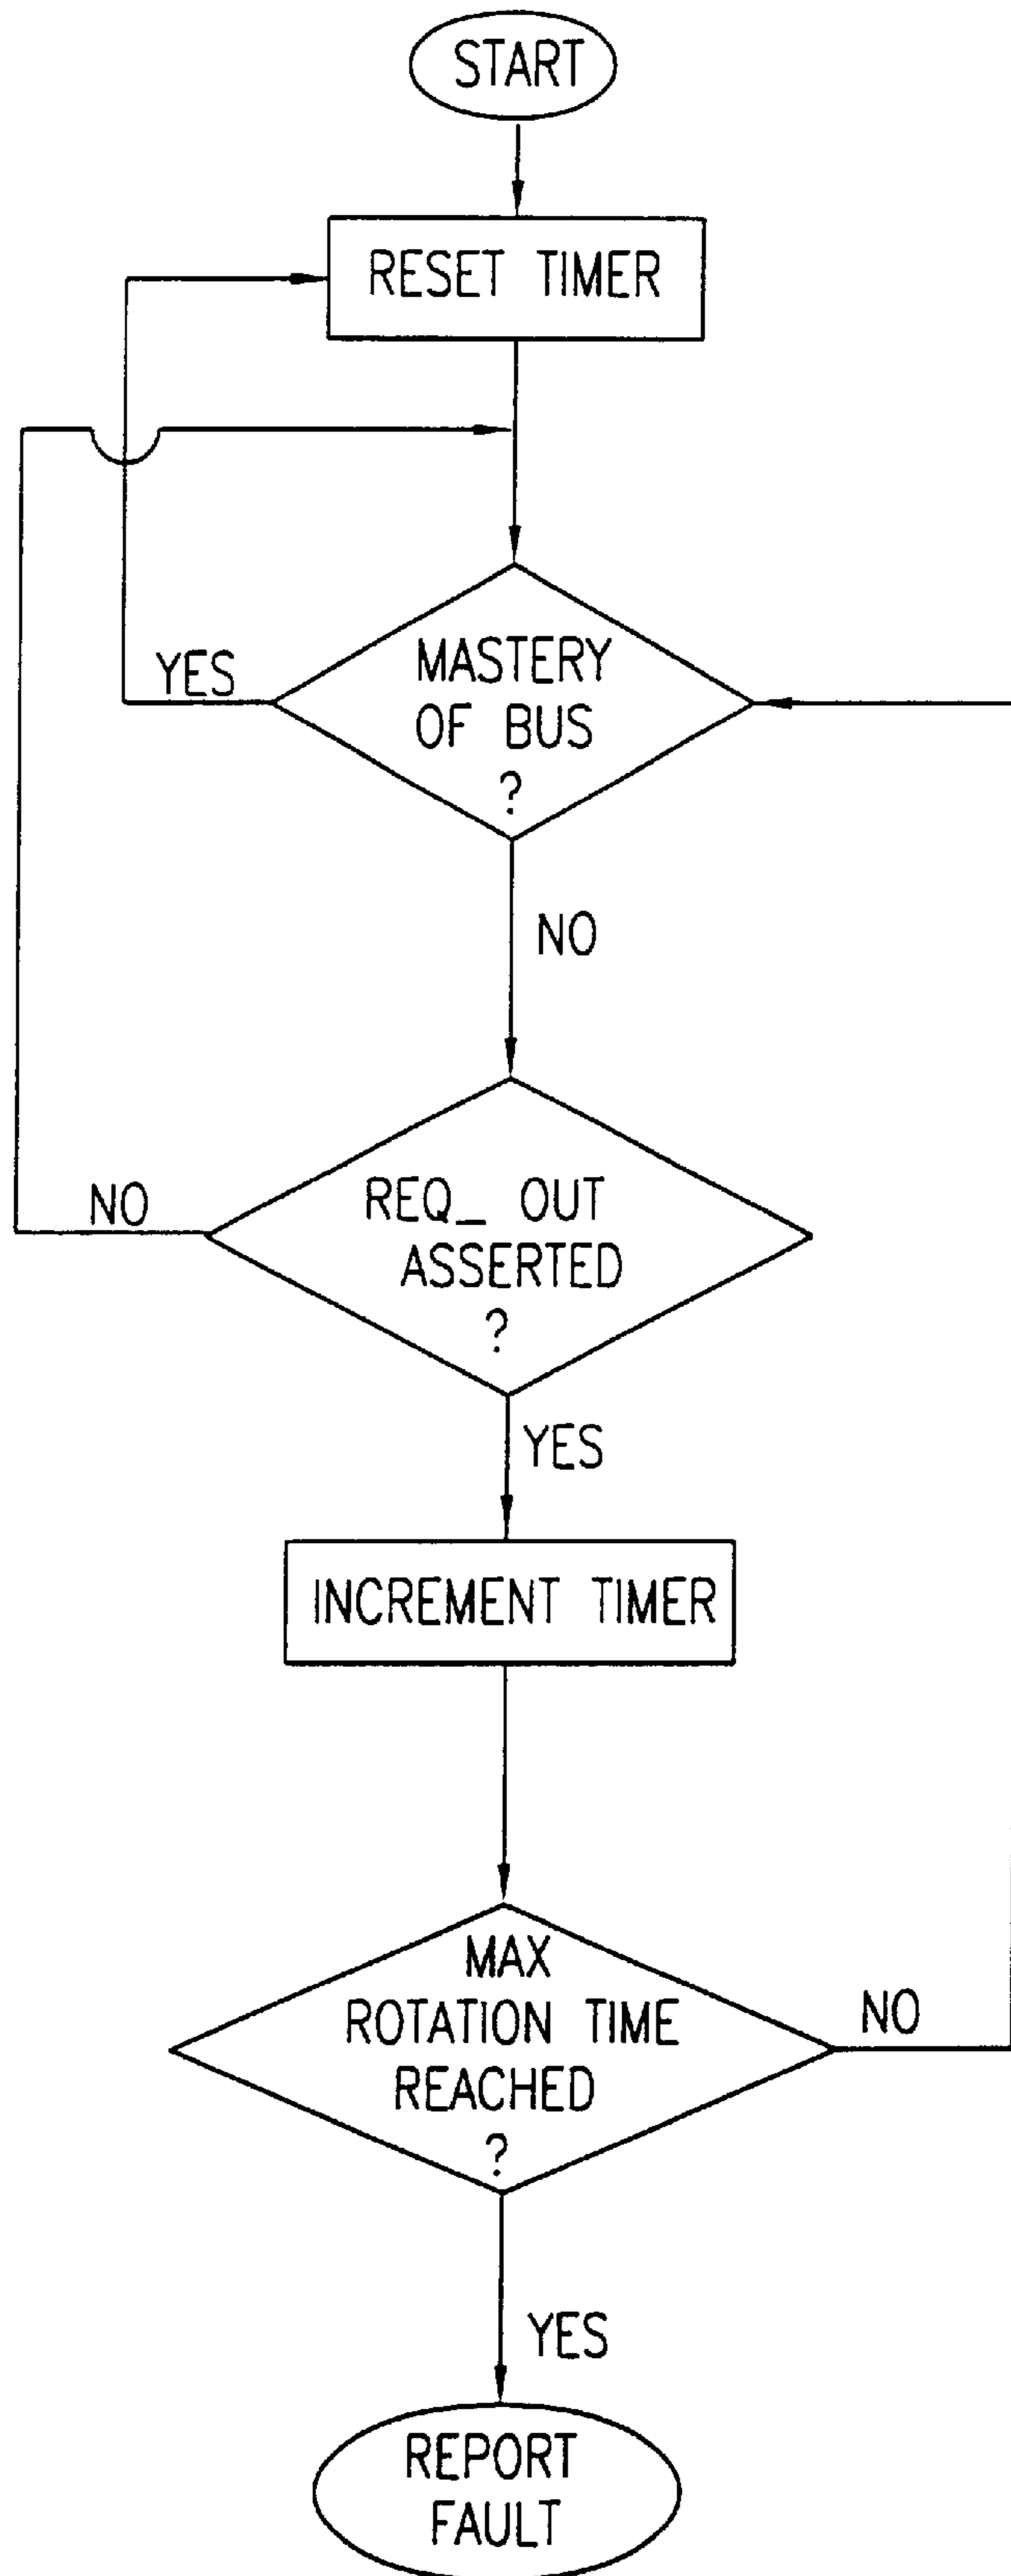 START
RESET TIMER
YES
MASTERY
OF BUS
?
NO
NO
REQ_ OUT
ASSERTED
?
YES
INCREMENT TIMER
MAX
ROTATION TIME
REACHED
?
NO
YES
REPORT
FAULT